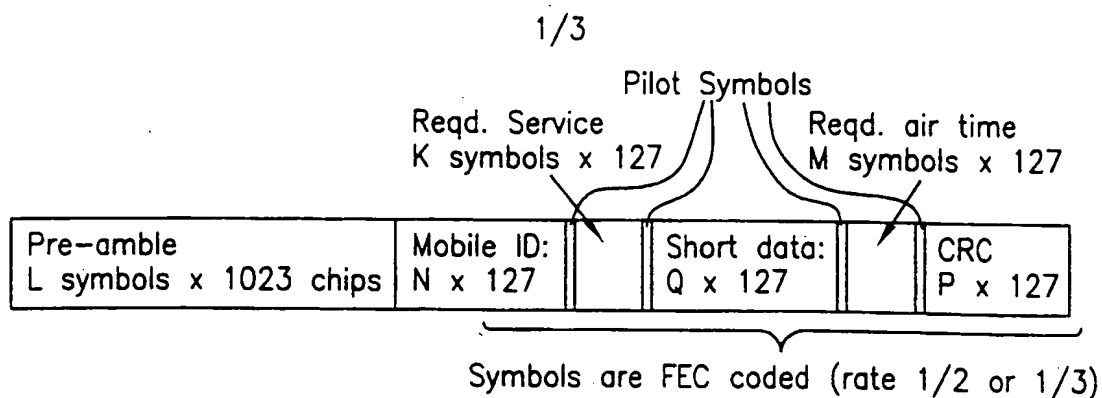 1/3
Pilot Symbols
Reqd. Service
K symbols x 127
Reqd. air time
M symbols x 127
Pre-amble
L symbols x 1023 chips
Mobile ID:
N x 127
Short data:
Q x 127
CRC
P x 127
Symbols are FEC coded (rate 1/2 or 1/3)